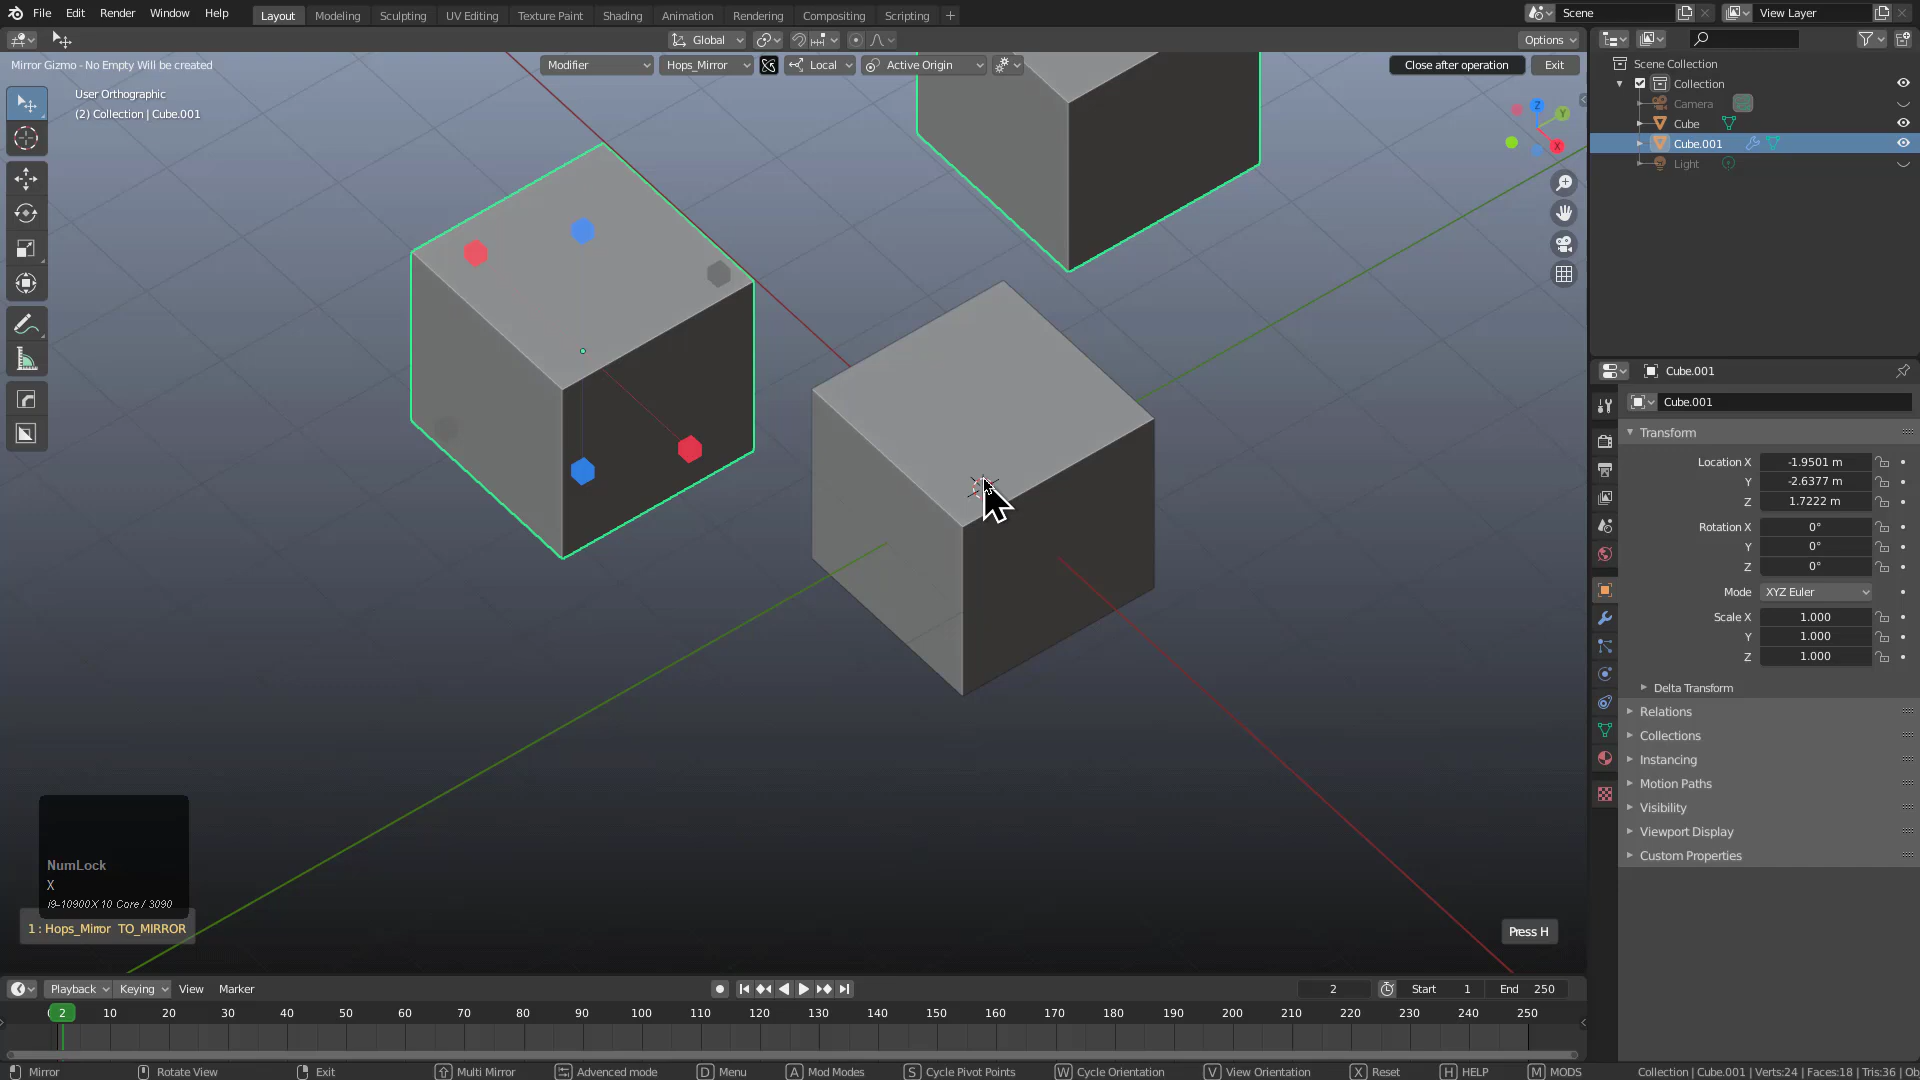 File Edit Render Window Help Layout Modeling Sculpting UV Editing Texture Paint Shading Animation Rendering Compositing Scripting + Scene View Layer
Global Options
Mirror Gizmo - No Empty Will be created Modifier Hops_Mirror Local Active Origin Close after operation Exit
User Orthographic
(2) Collection | Cube.001
Z
Y
X
Scene Collection
Collection
Camera
Cube
Cube.001
Light
Cube.001
Cube.001
Transform
Location X -1.9501 m
Y -2.6377 m
Z 1.7222 m
Rotation X 0°
Y 0°
Z 0°
Mode XYZ Euler
Scale X 1.000
Y 1.000
Z 1.000
Delta Transform
Relations
Collections
Instancing
Motion Paths
Visibility
Viewport Display
Custom Properties
NumLock
X
i9-10900X 10 Core / 3090
1 : Hops_Mirror TO_MIRROR
Press H
Playback Keying View Marker 2 Start 1 End 250
2 10 20 30 40 50 60 70 80 90 100 110 120 130 140 150 160 170 180 190 200 210 220 230 240 250
Mirror Rotate View Exit Multi Mirror Advanced mode D Menu A Mod Modes S Cycle Pivot Points W Cycle Orientation V View Orientation X Reset H HELP M MODS Collection | Cube.001 | Verts:24 | Faces:18 | Tris:36 | Ob